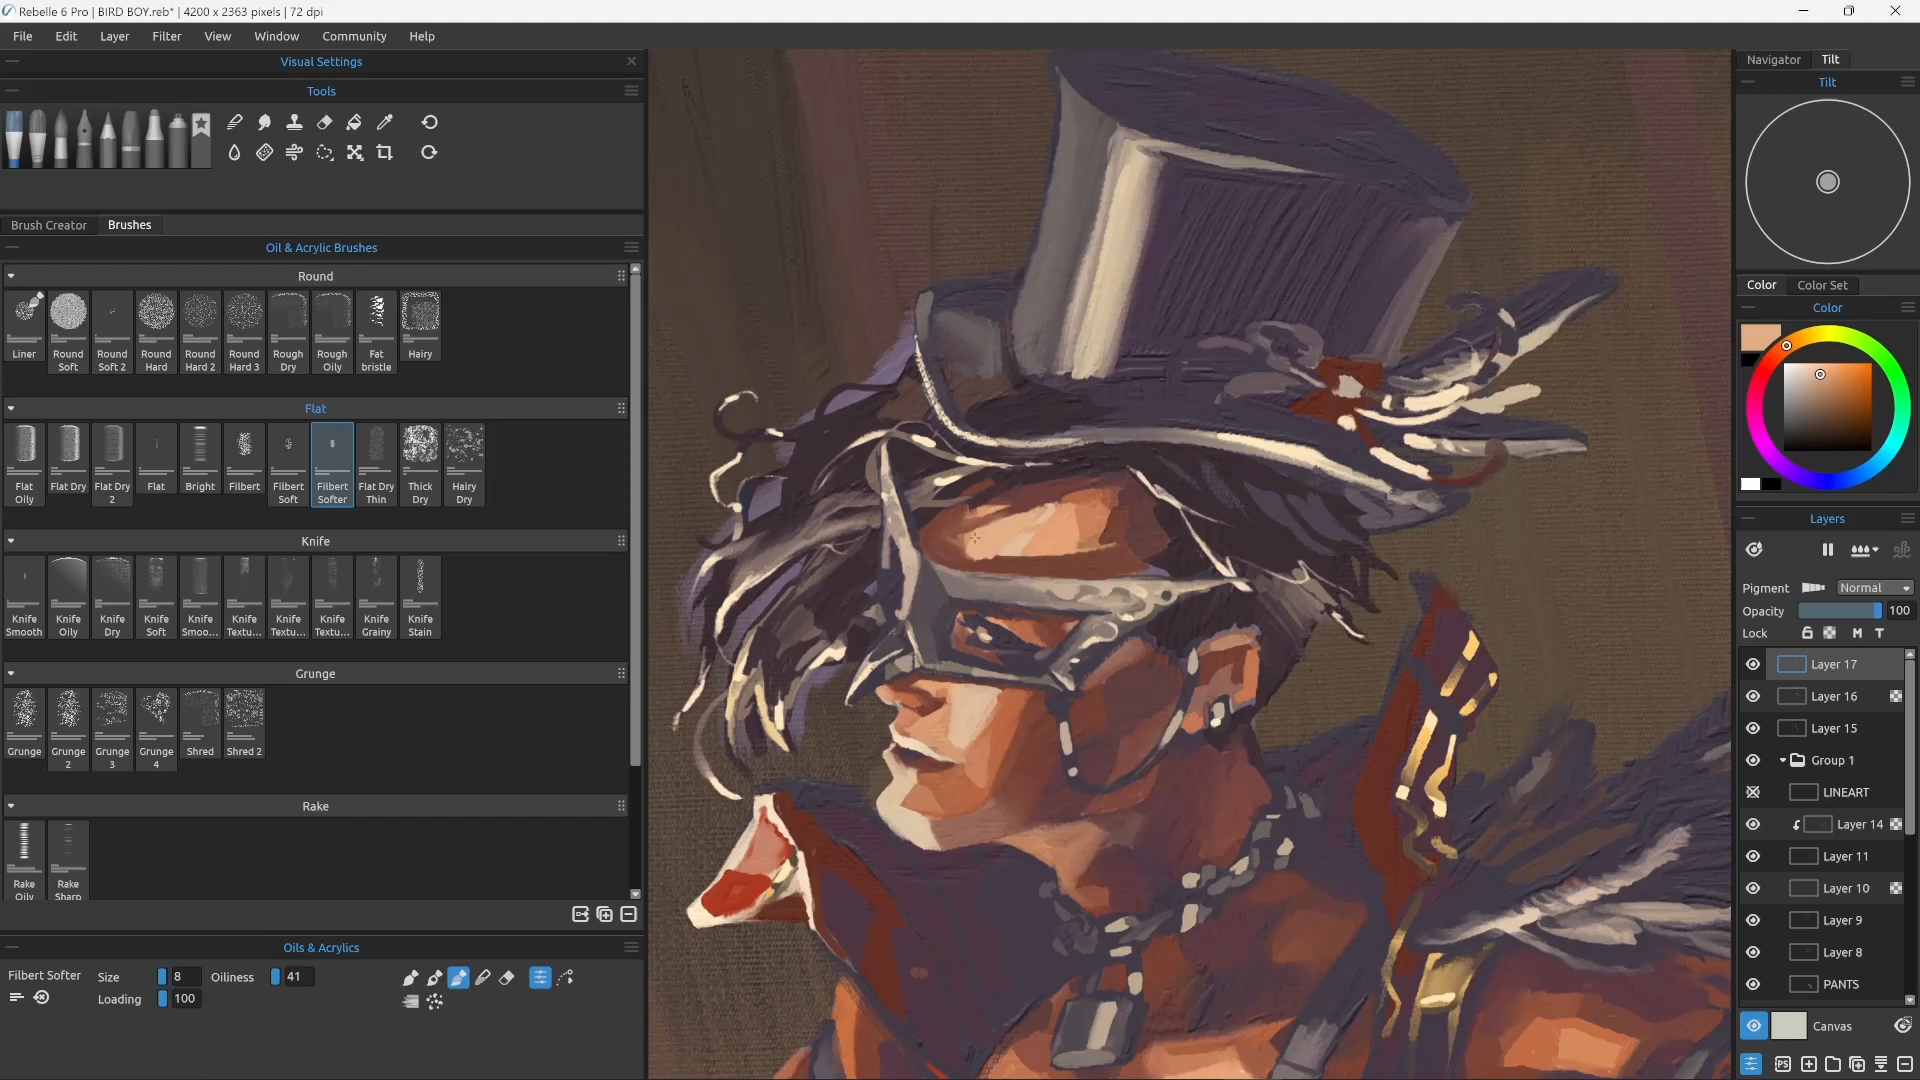 Rebelle 6 Pro | BIRD BOY.reb* | 4200 x 2363 pixels | 72 dpi
File Edit Layer Filter View Window Community Help
Visual Settings
Tools
Brush Creator Brushes
Oil & Acrylic Brushes
Round
Liner Round Soft Round Soft 2 Round Hard Round Hard 2 Round Hard 3 Rough Dry Rough Oily Fat bristle Hairy
Flat
Flat Oily Flat Dry Flat Dry 2 Flat Bright Filbert Filbert Soft Filbert Softer Flat Dry Thin Thick Dry Hairy Dry
Knife
Knife Smooth Knife Oily Knife Dry Knife Soft Knife Smoo... Knife Textu... Knife Textu... Knife Textu... Knife Grainy Knife Stain
Grunge
Grunge Grunge 2 Grunge 3 Grunge 4 Shred Shred 2
Rake
Rake Oily Rake Sharp
Oils & Acrylics
Filbert Softer Size 8 Oiliness 41
Loading 100
Navigator Tilt
Tilt
Color Color Set
Color
Layers
Pigment Normal
Opacity 100
Lock M T
Layer 17
Layer 16
Layer 15
Group 1
LINEART
Layer 14
Layer 11
Layer 10
Layer 9
Layer 8
PANTS
Canvas
PS